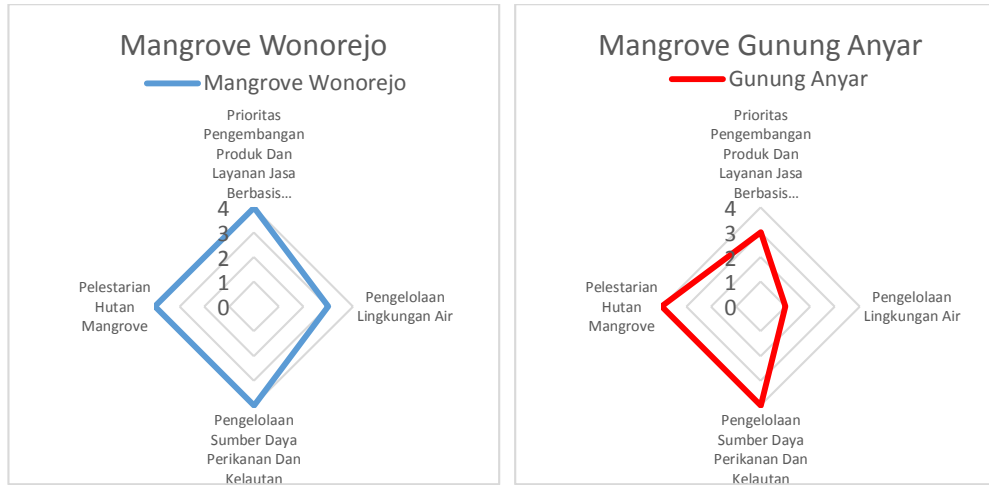 Mangrove Wonorejo
Mangrove Wonorejo
Prioritas
Pengembangan
Produk Dan
Layanan Jasa
Berbasis...
4
3
2
1
0
Pengelolaan
Lingkungan Air
Pelestarian
Hutan
Mangrove
Pengelolaan
Sumber Daya
Perikanan Dan
Kelautan
Mangrove Gunung Anyar
Gunung Anyar
Prioritas
Pengembangan
Produk Dan
Layanan Jasa
Berbasis...
4
3
2
1
0
Pengelolaan
Lingkungan Air
Pelestarian
Hutan
Mangrove
Pengelolaan
Sumber Daya
Perikanan Dan
Kelautan